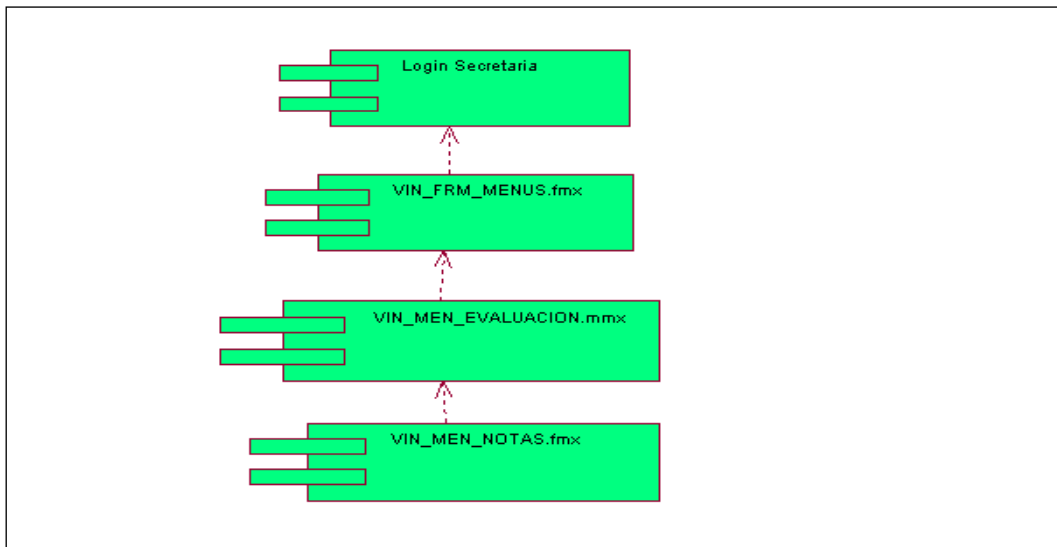 Login Secretaria
VIN_FRM_MENUS.fmx
VIN_MEN_EVALUACION.mmx
VIN_MEN_NOTAS.fmx